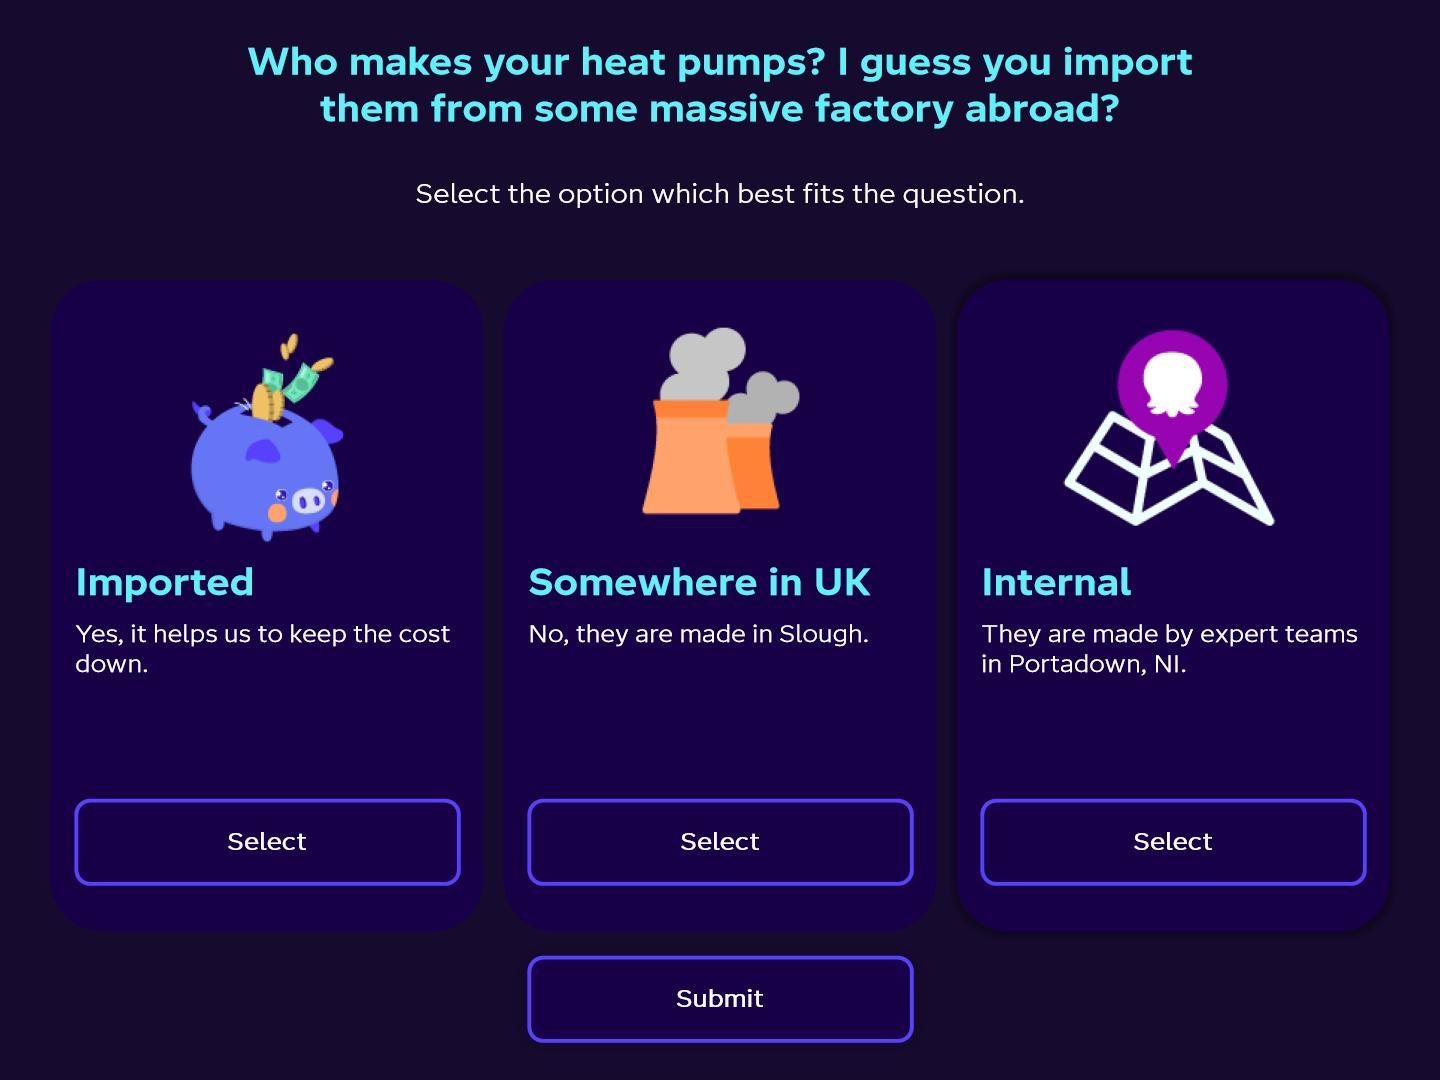 Who makes your heat pumps? I guess you import
them from some massive factory abroad?
Select the option which best fits the question.
Imported
Yes, it helps us to keep the cost
down.
Select
Somewhere in UK
No, they are made in Slough.
Select
Internal
They are made by expert teams
in Portadown, NI.
Select
Submit